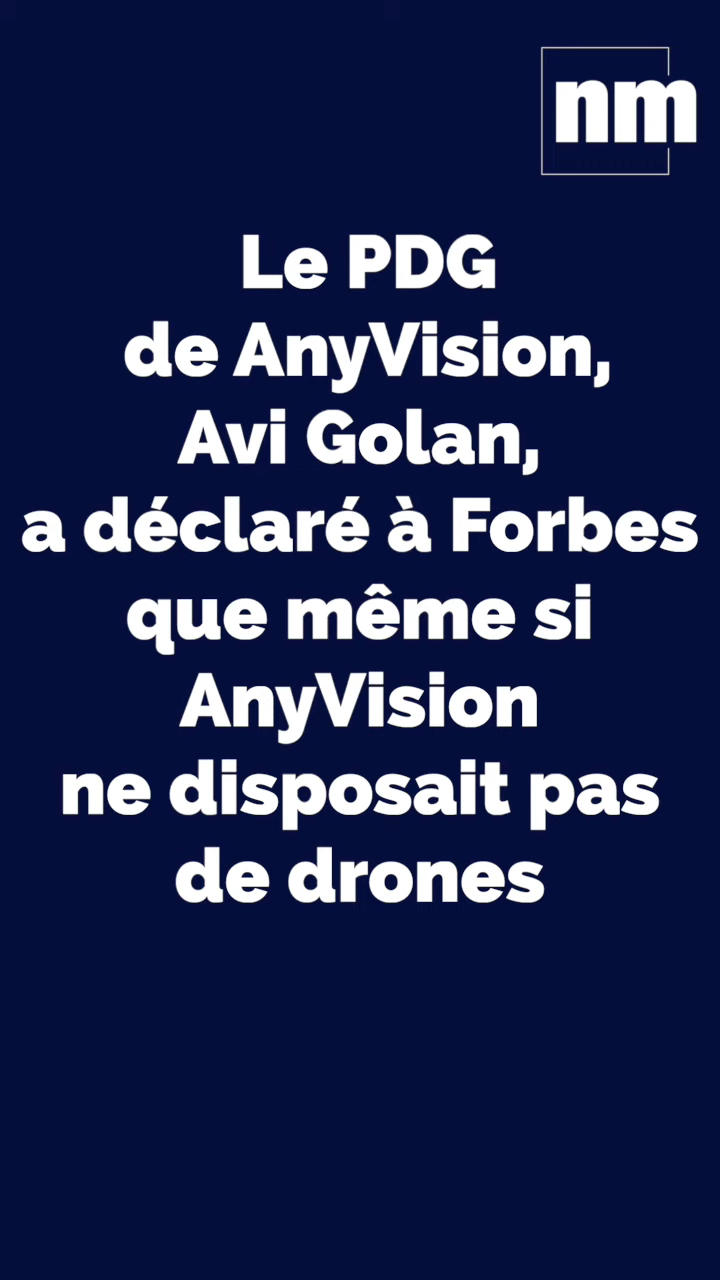 nm
Le PDG
de AnyVision,
Avi Golan,
a déclaré à Forbes
que même si
AnyVision
ne disposait pas
de drones